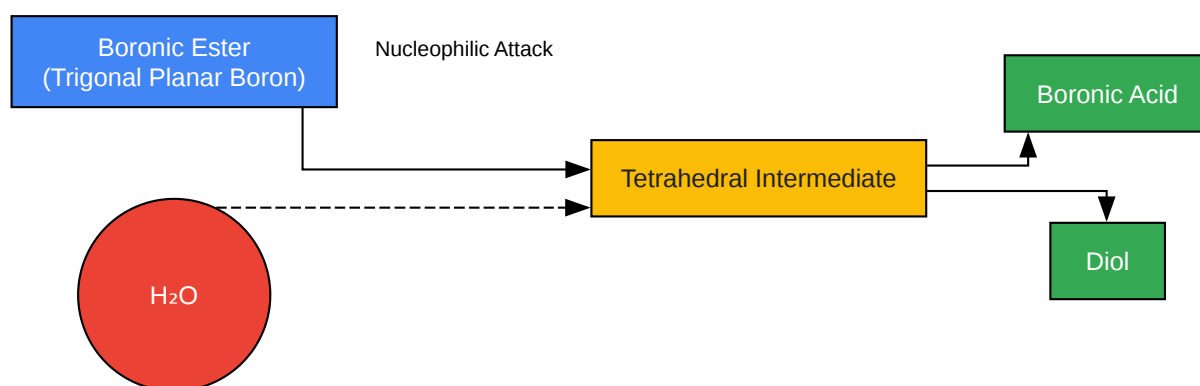 Boronic Ester
(Trigonal Planar Boron)
Nucleophilic Attack
Boronic Acid
Tetrahedral Intermediate
Diol
H₂O